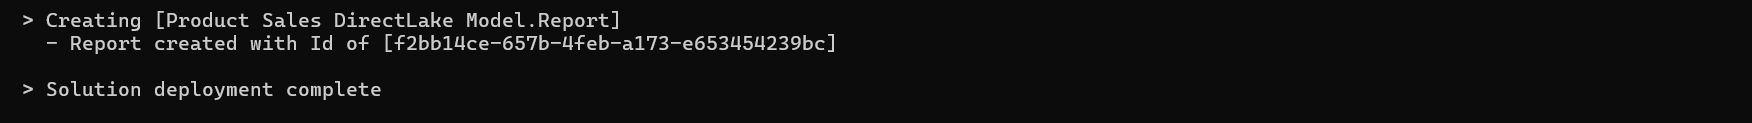 > Creating [Product Sales DirectLake Model.Report]
  - Report created with Id of [f2bb14ce-657b-4feb-a173-e653454239bc]
> Solution deployment complete